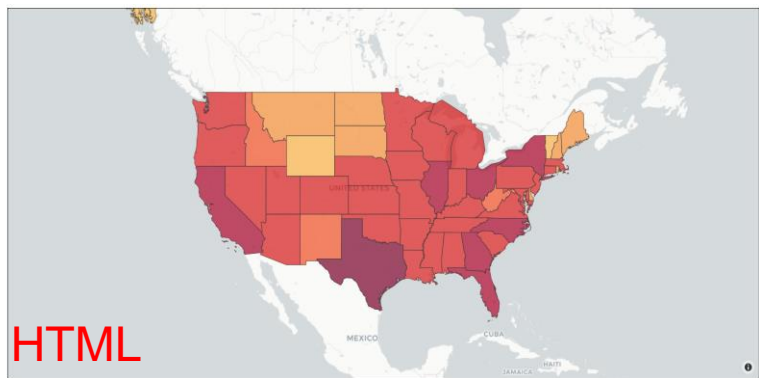 UNITED STATES
MEXICO
CUBA
HAITI
JAMAICA
HTML